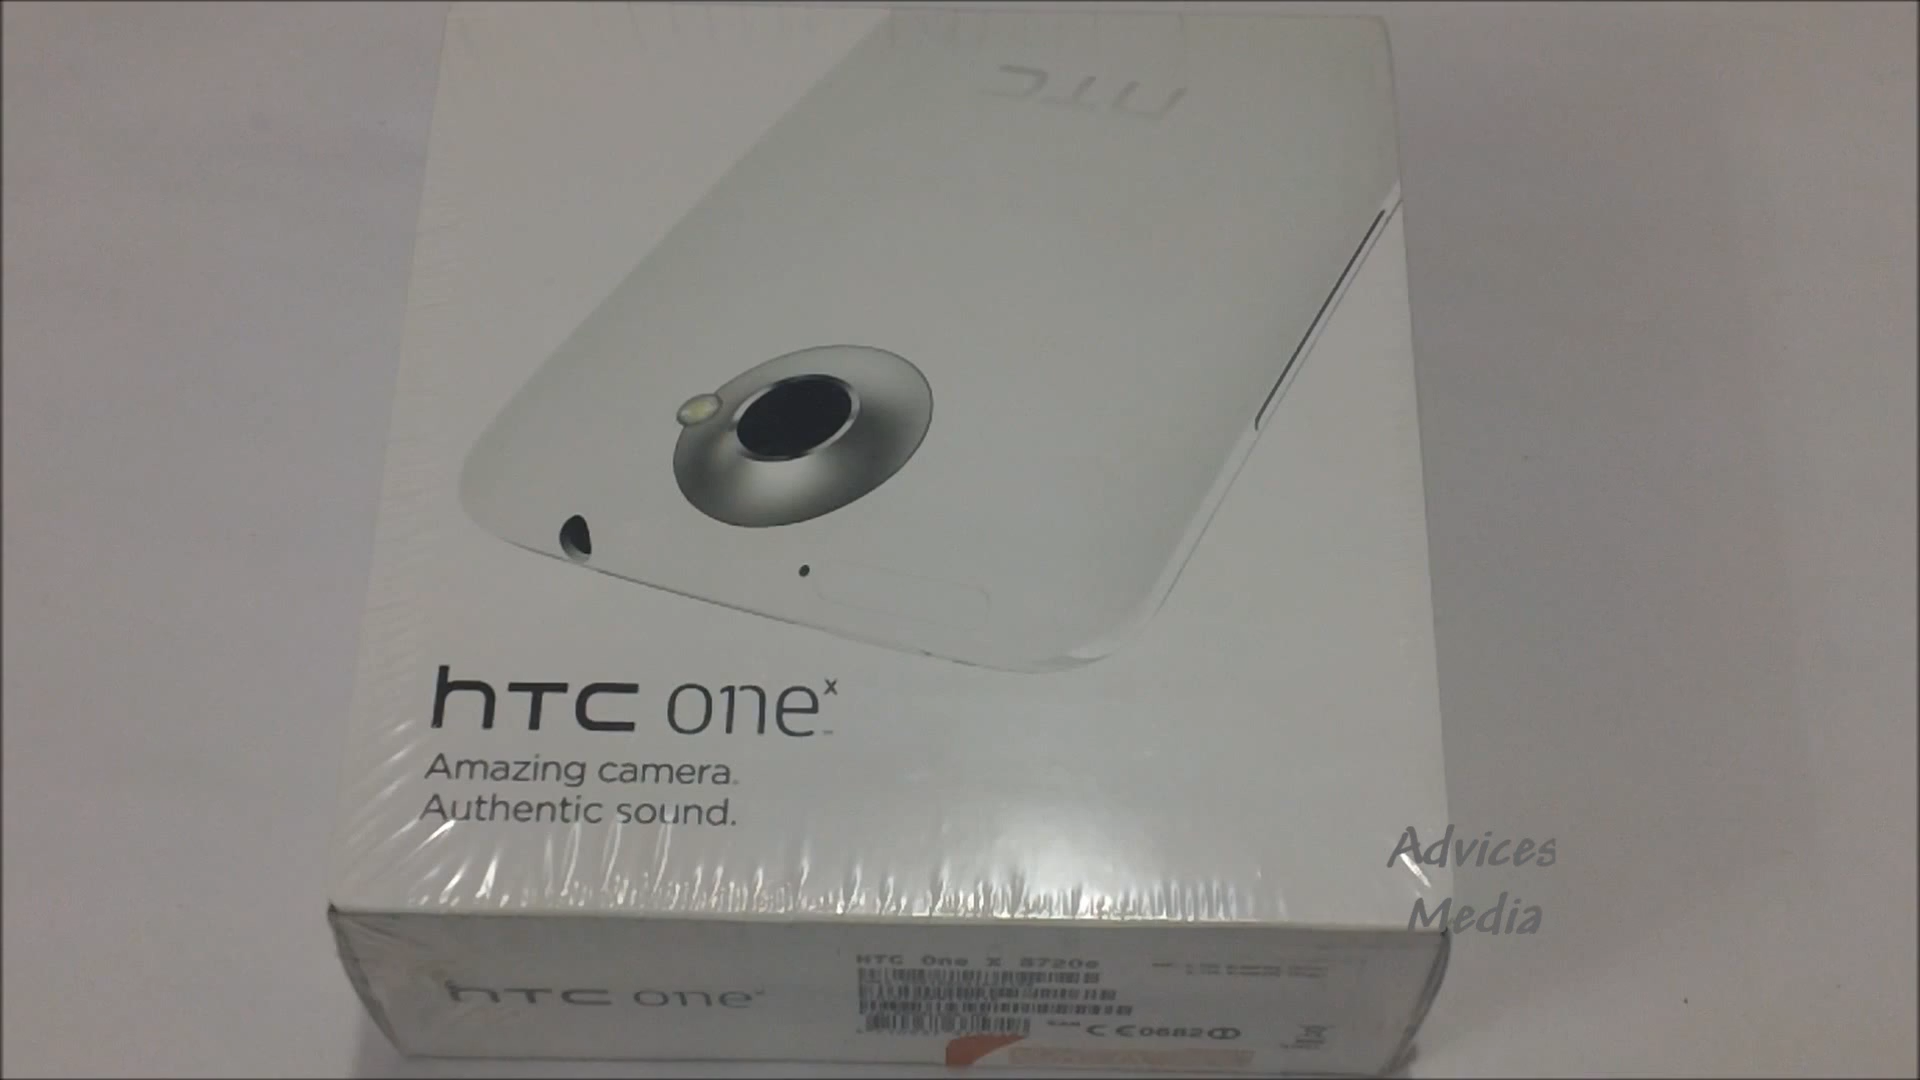 hTC
hTC one x
Amazing camera.
Authentic sound.
Advices
Media
hTC one x
HTC One X S720e
CE0682